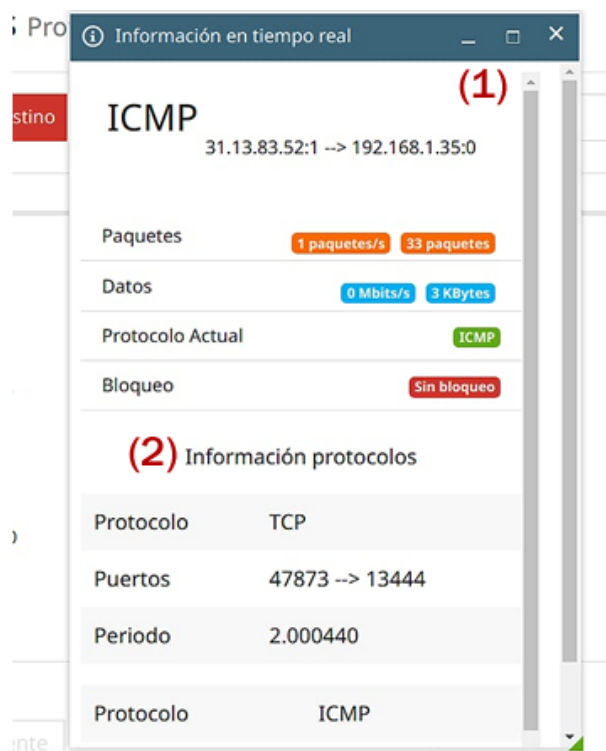 Pro
Información en tiempo real
(1)
stino
ICMP
31.13.83.52:1 --> 192.168.1.35:0
Paquetes 1 paquetes/s 33 paquetes
Datos 0 Mbits/s 3 KBytes
Protocolo Actual ICMP
Bloqueo Sin bloqueo
(2) Información protocolos
Protocolo TCP
Puertos 47873 --> 13444
Periodo 2.000440
Protocolo ICMP
ente